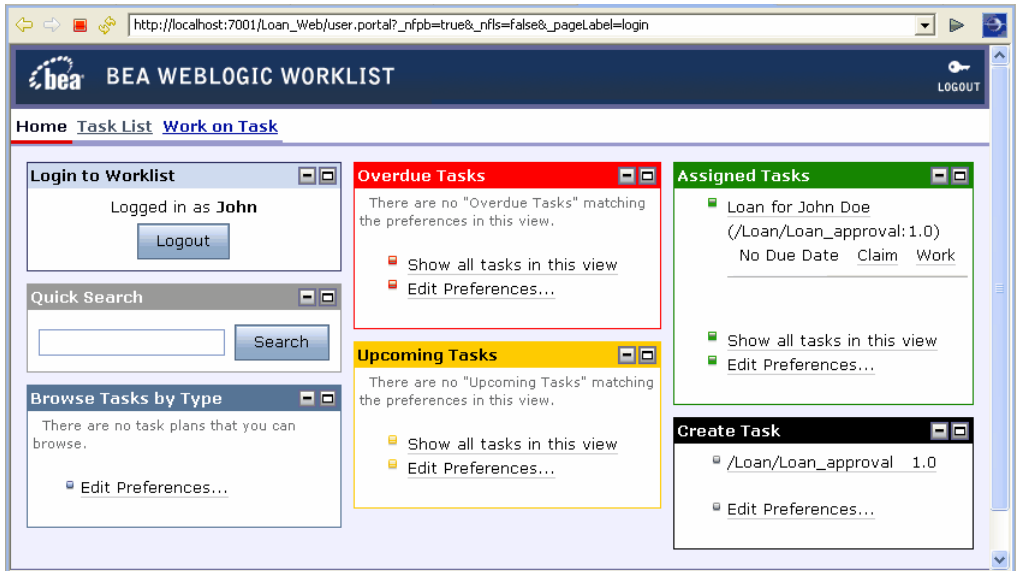 http://localhost:7001/Loan_Web/user.portal?_nfpb=true&_nfls=false&_pageLabel=login
bea BEA WEBLOGIC WORKLIST
LOGOUT
Home Task List Work on Task
Login to Worklist
Logged in as John
Logout
Quick Search
Search
Browse Tasks by Type
There are no task plans that you can
browse.
Edit Preferences...
Overdue Tasks
There are no "Overdue Tasks" matching
the preferences in this view.
Show all tasks in this view
Edit Preferences...
Upcoming Tasks
There are no "Upcoming Tasks" matching
the preferences in this view.
Show all tasks in this view
Edit Preferences...
Assigned Tasks
Loan for John Doe
(/Loan/Loan_approval:1.0)
No Due Date Claim Work
Show all tasks in this view
Edit Preferences...
Create Task
/Loan/Loan_approval 1.0
Edit Preferences...